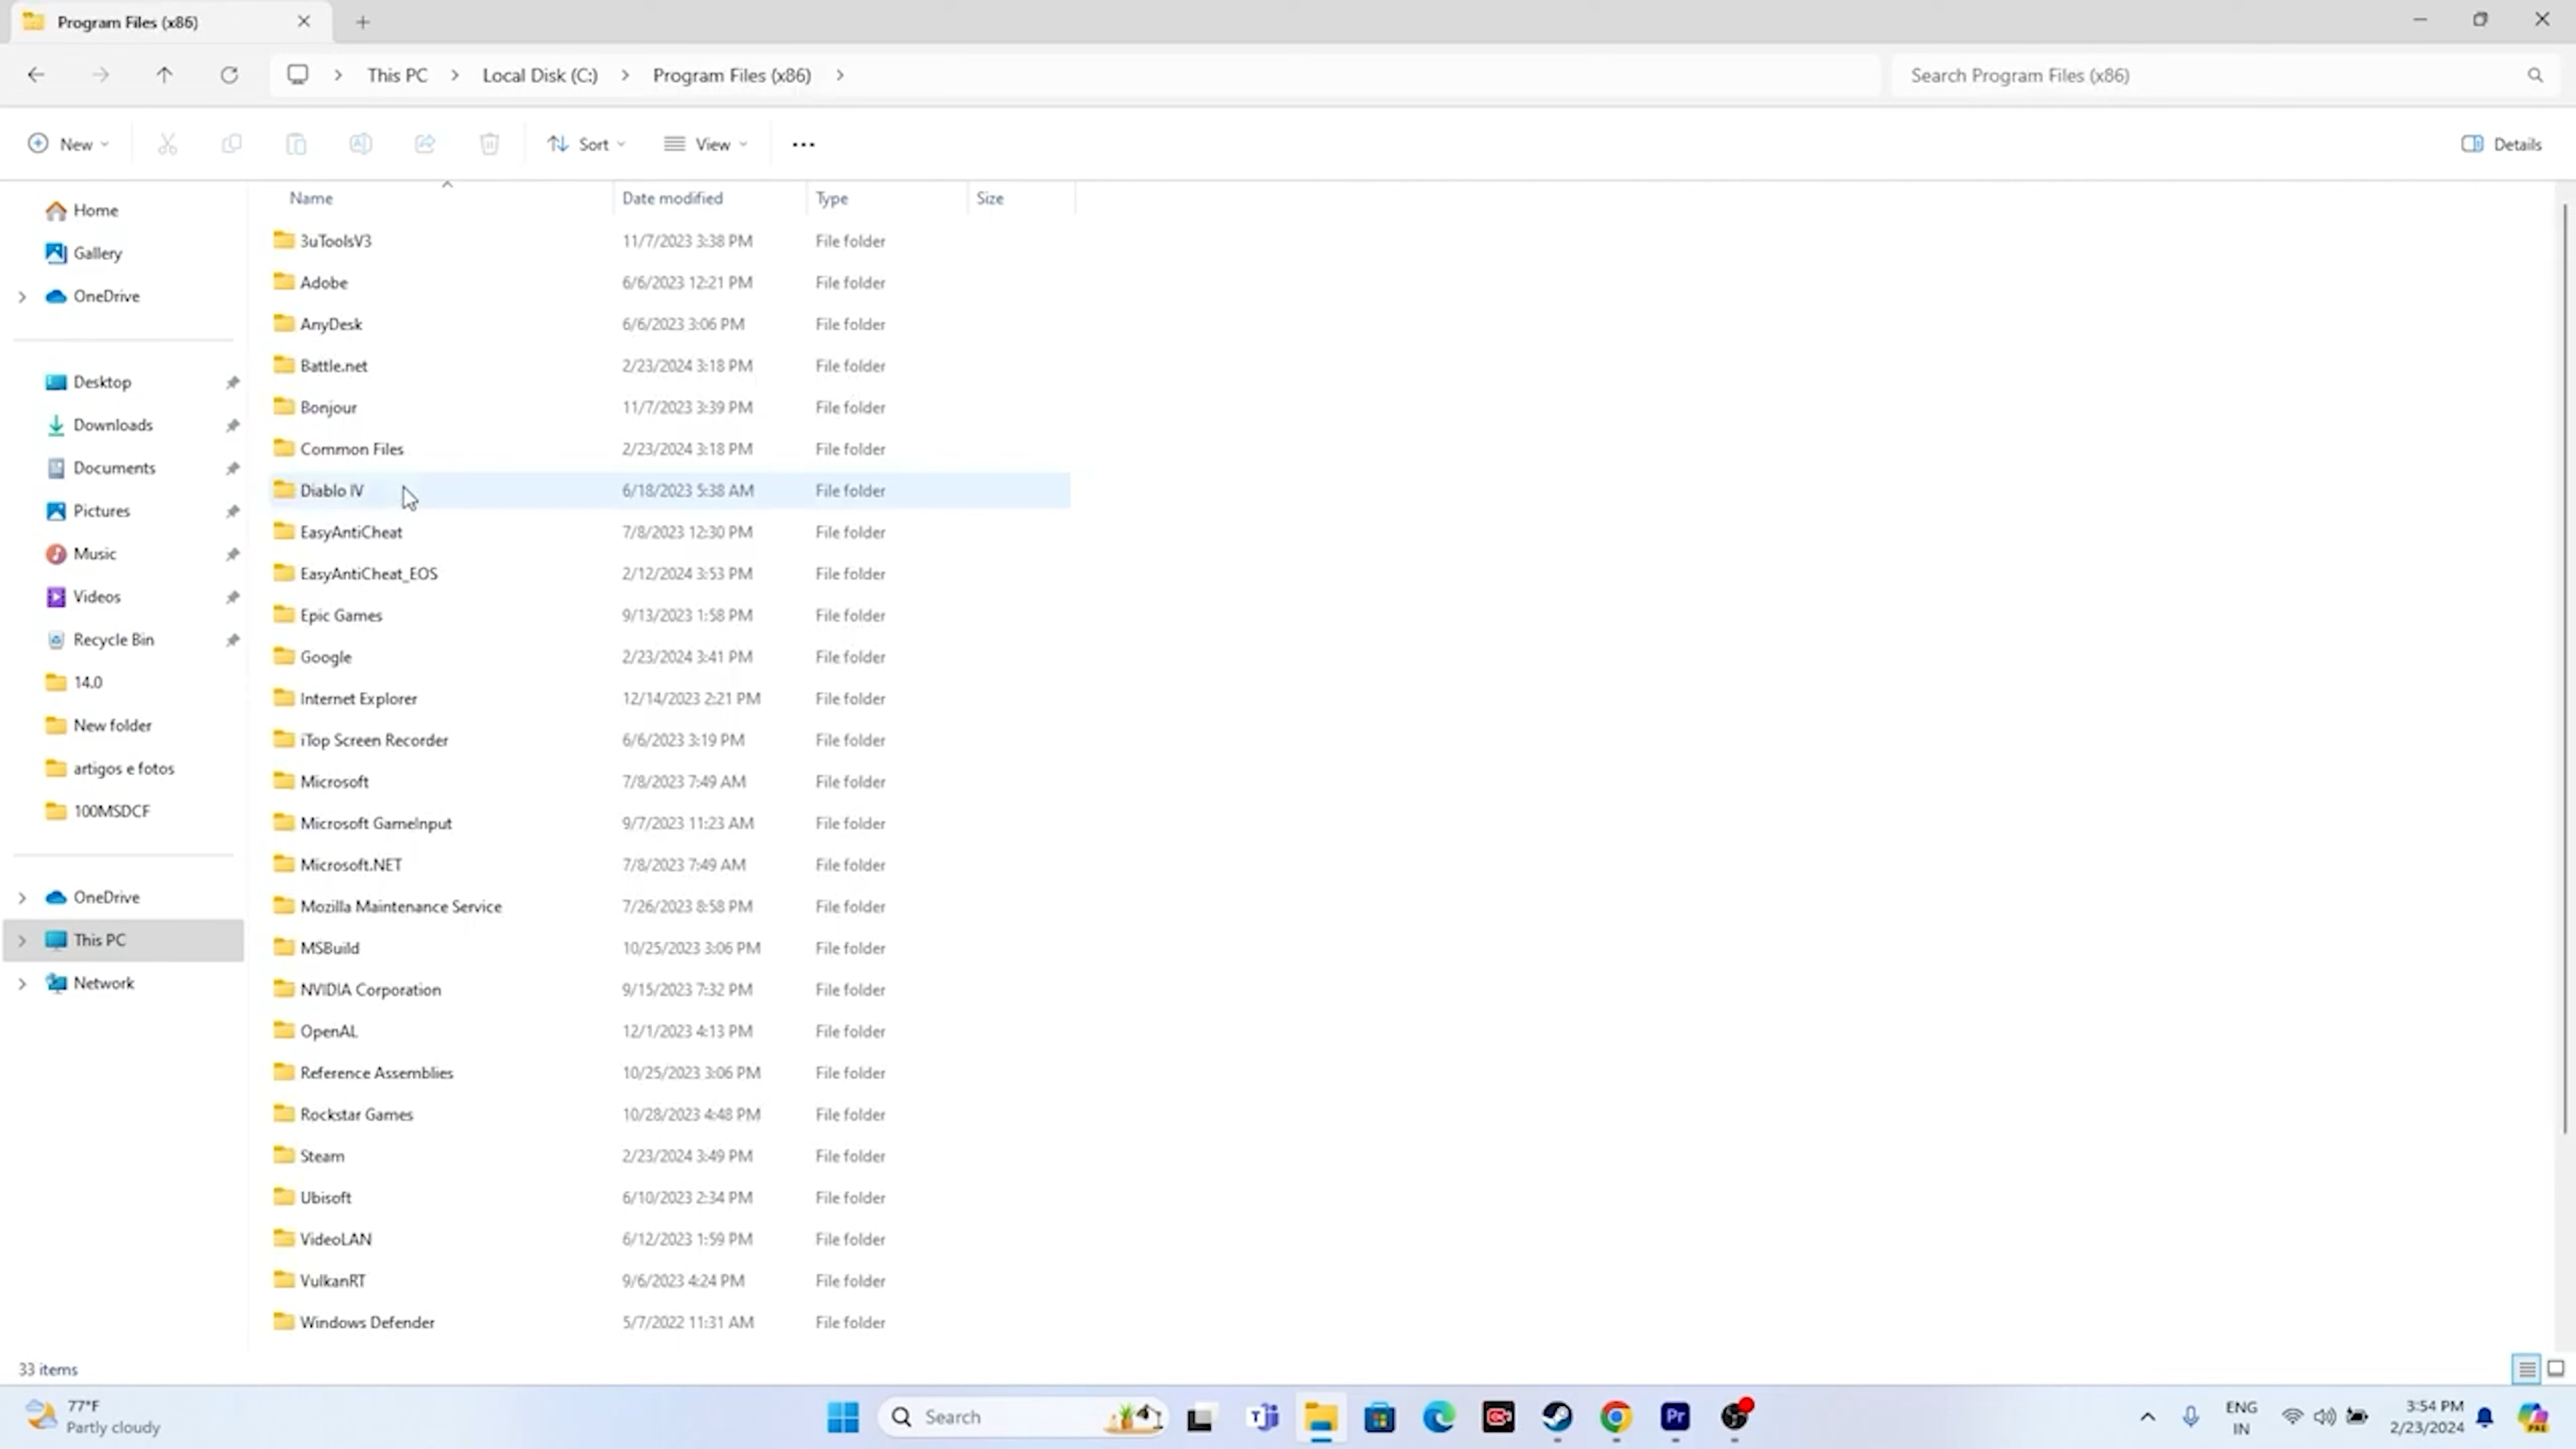 Program Files (x86)
This PC > Local Disk (C:) > Program Files (x86) >
Search Program Files (x86)
New
Sort
View
Details
Home
Gallery
OneDrive
Desktop
Downloads
Documents
Pictures
Music
Videos
Recycle Bin
14.0
New folder
artigos e fotos
100MSDCF
OneDrive
This PC
Network
Name Date modified Type Size
3uToolsV3 11/7/2023 3:38 PM File folder
Adobe 6/6/2023 12:21 PM File folder
AnyDesk 6/6/2023 3:06 PM File folder
Battle.net 2/23/2024 3:18 PM File folder
Bonjour 11/7/2023 3:39 PM File folder
Common Files 2/23/2024 3:18 PM File folder
Diablo IV 6/18/2023 5:38 AM File folder
EasyAntiCheat 7/8/2023 12:30 PM File folder
EasyAntiCheat_EOS 2/12/2024 3:53 PM File folder
Epic Games 9/13/2023 1:58 PM File folder
Google 2/23/2024 3:41 PM File folder
Internet Explorer 12/14/2023 2:21 PM File folder
iTop Screen Recorder 6/6/2023 3:19 PM File folder
Microsoft 7/8/2023 7:49 AM File folder
Microsoft GameInput 9/7/2023 11:23 AM File folder
Microsoft.NET 7/8/2023 7:49 AM File folder
Mozilla Maintenance Service 7/26/2023 8:58 PM File folder
MSBuild 10/25/2023 3:06 PM File folder
NVIDIA Corporation 9/15/2023 7:32 PM File folder
OpenAL 12/1/2023 4:13 PM File folder
Reference Assemblies 10/25/2023 3:06 PM File folder
Rockstar Games 10/28/2023 4:48 PM File folder
Steam 2/23/2024 3:49 PM File folder
Ubisoft 6/10/2023 2:34 PM File folder
VideoLAN 6/12/2023 1:59 PM File folder
VulkanRT 9/6/2023 4:24 PM File folder
Windows Defender 5/7/2022 11:31 AM File folder
33 items
77°F
Partly cloudy
Search
Pr
ENG
IN
3:54 PM
2/23/2024